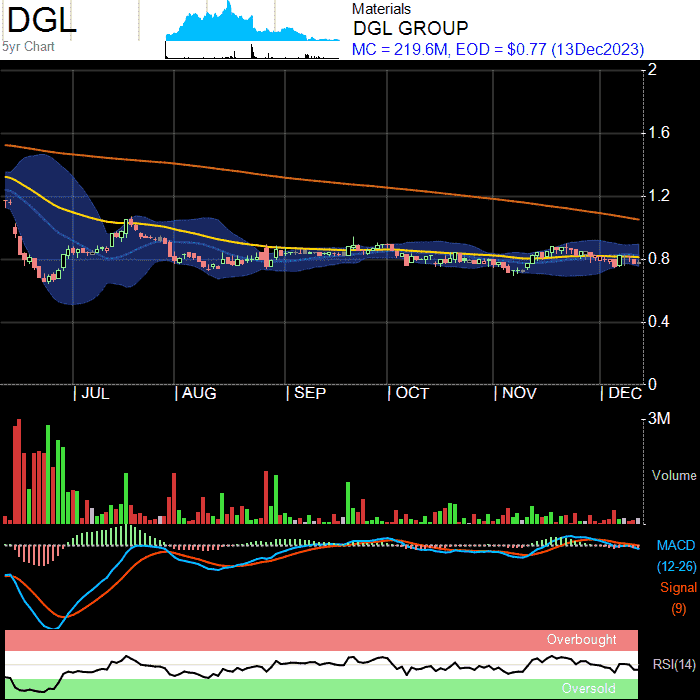 DGL
5yr Chart
Materials
DGL GROUP
MC = 219.6M, EOD = $0.77 (13Dec2023)
2
1.6
1.2
0.8
0.4
0
| JUL | AUG | SEP | OCT | NOV | DEC
3M
Volume
MACD
(12-26)
Signal
(9)
Overbought
RSI(14)
Oversold